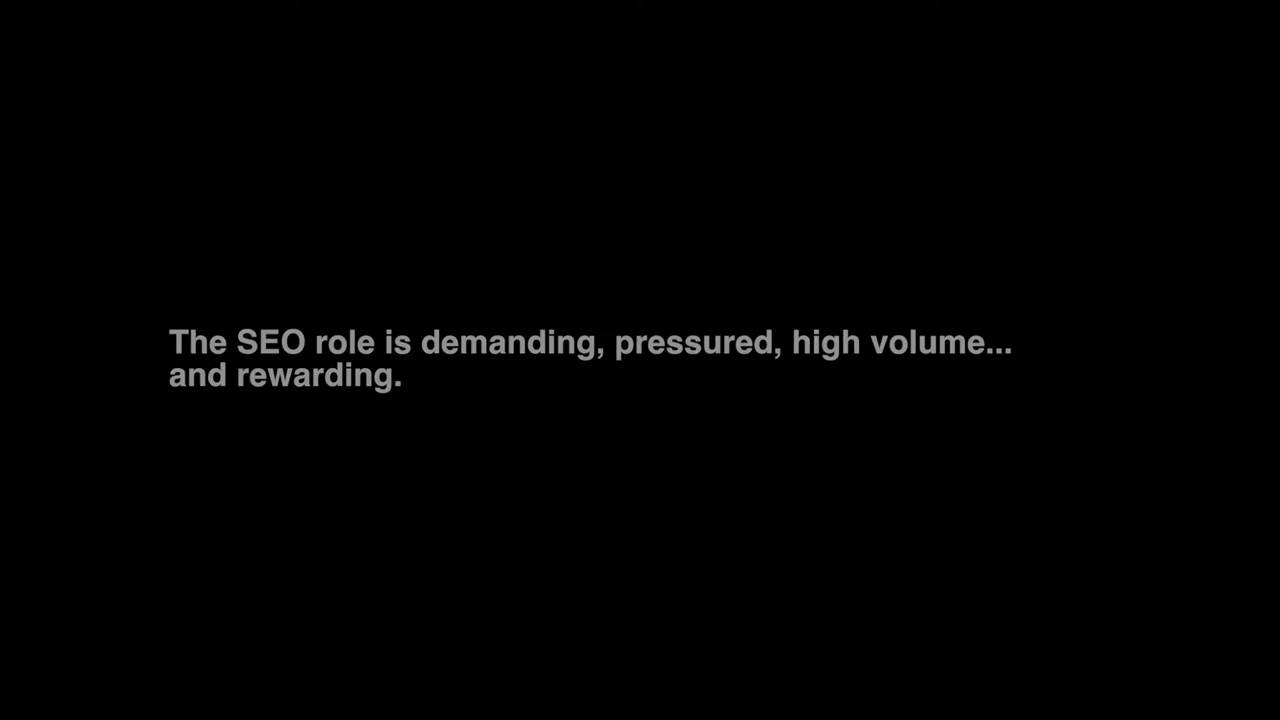 The SEO role is demanding, pressured, high volume...
and rewarding.